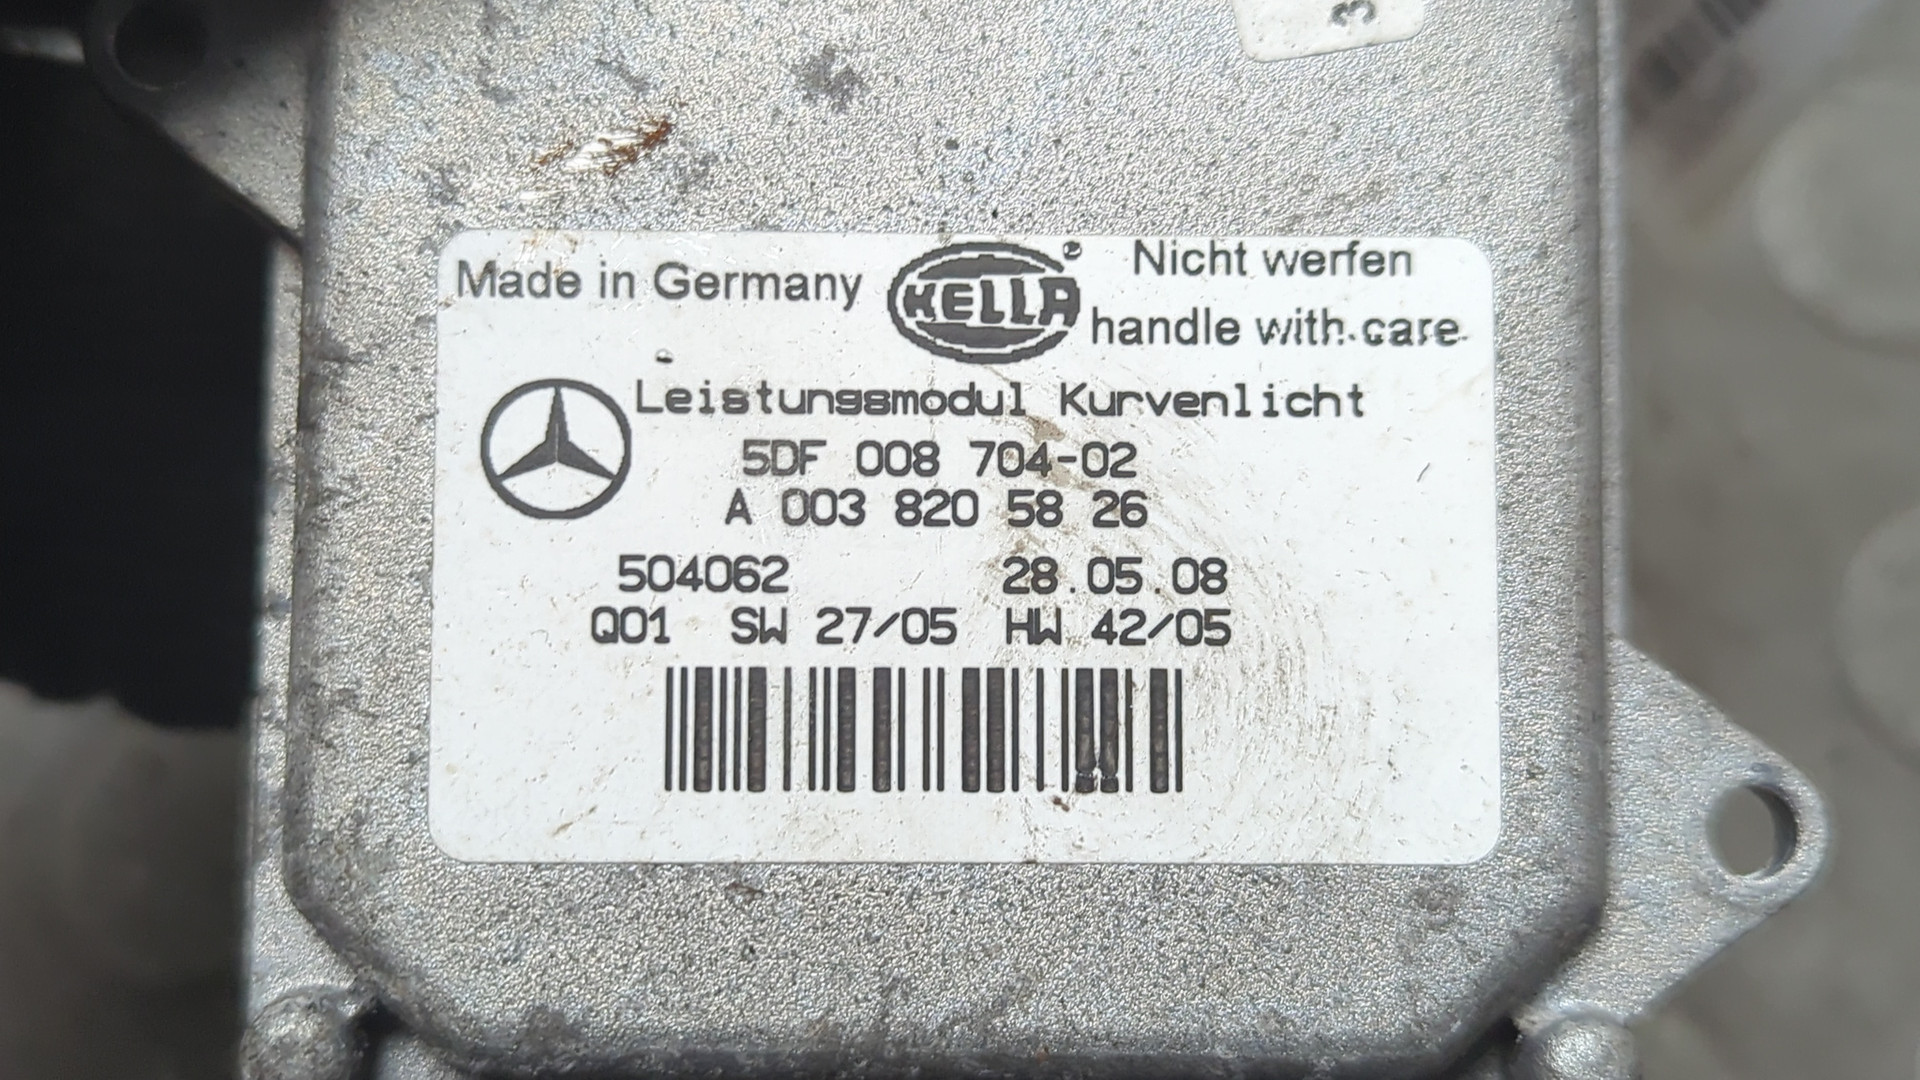 3
Made in Germany
HELLA®
Nicht werfen
handle with care
Leistungsmodul Kurvenlicht
5DF 008 704-02
A 003 820 58 26
504062 28.05.08
Q01 SW 27/05 HW 42/05